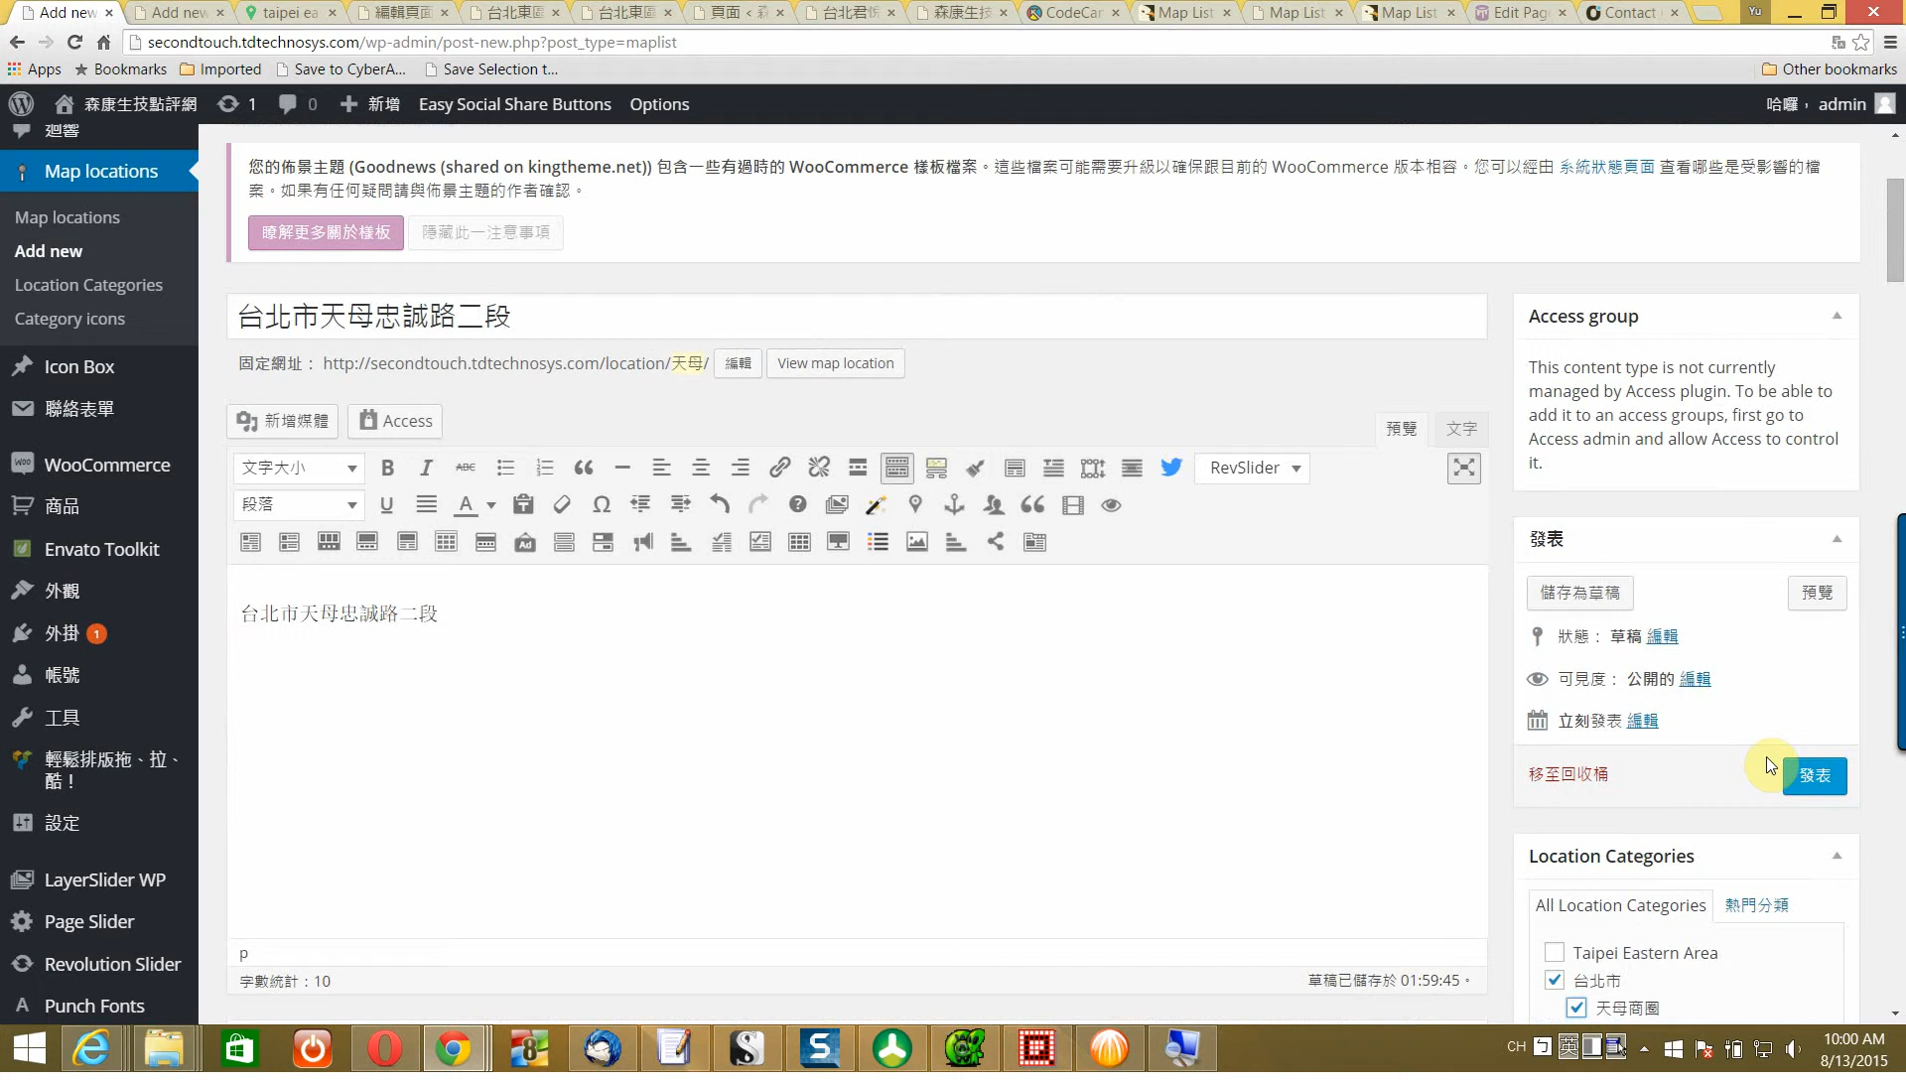 Add new
Add new
taipei ea
編輯頁面
台北東區
台北東區
頁面 ‹ 森
台北君悅
森康生技
CodeCar
Map List
Map List
Map List
Edit Page
Contact
Yu
secondtouch.tdtechnosys.com/wp-admin/post-new.php?post_type=maplist
Apps
Bookmarks
Imported
Save to CyberA...
Save Selection t...
Other bookmarks
森康生技點評網
1
0
新增
Easy Social Share Buttons
Options
哈囉， admin
迴響
Map locations
Map locations
Add new
Location Categories
Category icons
Icon Box
聯絡表單
WooCommerce
商品
Envato Toolkit
外觀
外掛 1
帳號
工具
輕鬆排版拖、拉、
酷！
設定
LayerSlider WP
Page Slider
Revolution Slider
Punch Fonts
您的佈景主題 (Goodnews (shared on kingtheme.net)) 包含一些有過時的 WooCommerce 樣板檔案。這些檔案可能需要升級以確保跟目前的 WooCommerce 版本相容。您可以經由 系統狀態頁面 查看哪些是受影響的檔
案。如果有任何疑問請與佈景主題的作者確認。
瞭解更多關於樣板
隱藏此一注意事項
台北市天母忠誠路二段
固定網址： http://secondtouch.tdtechnosys.com/location/天母/
編輯
View map location
新增媒體
Access
預覽
文字
文字大小
B
I
ABC
RevSlider
段落
U
A
Ad
台北市天母忠誠路二段
p
字數統計：10
草稿已儲存於 01:59:45。
Access group
This content type is not currently
managed by Access plugin. To be able to
add it to an access groups, first go to
Access admin and allow Access to control
it.
發表
儲存為草稿
預覽
狀態： 草稿 編輯
可見度： 公開的 編輯
立刻發表 編輯
移至回收桶
發表
Location Categories
All Location Categories
熱門分類
Taipei Eastern Area
台北市
天母商圈
CH
英
10:00 AM
8/13/2015